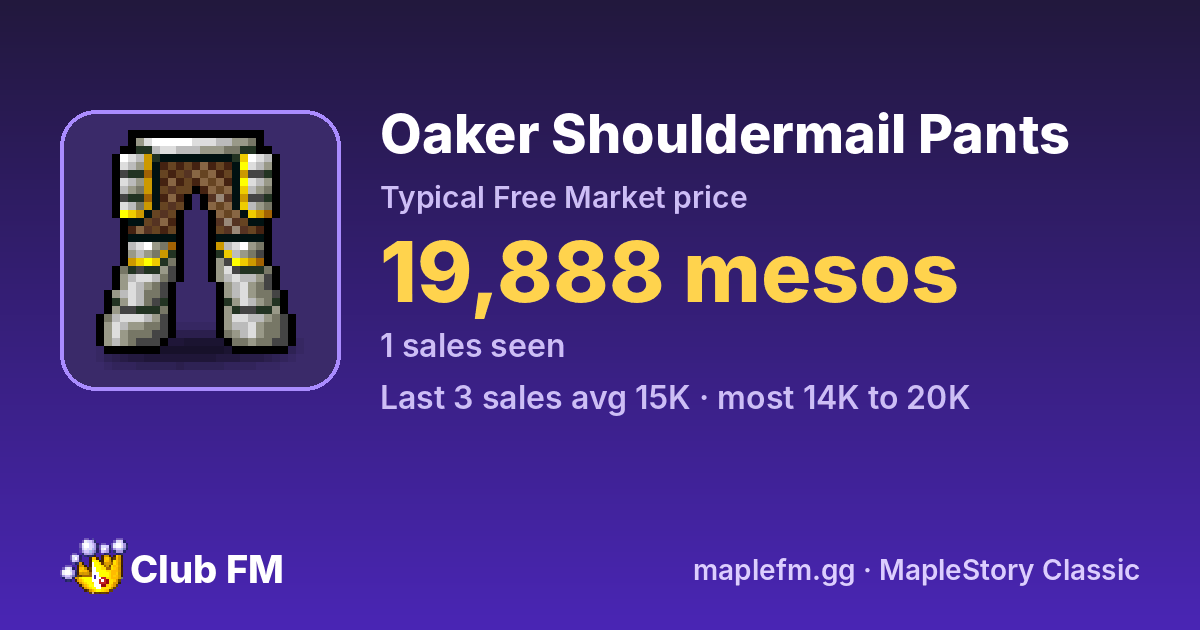 Oaker Shouldermail Pants
Typical Free Market price
19,888 mesos
1 sales seen
Last 3 sales avg 15K · most 14K to 20K
Club FM
maplefm.gg · MapleStory Classic